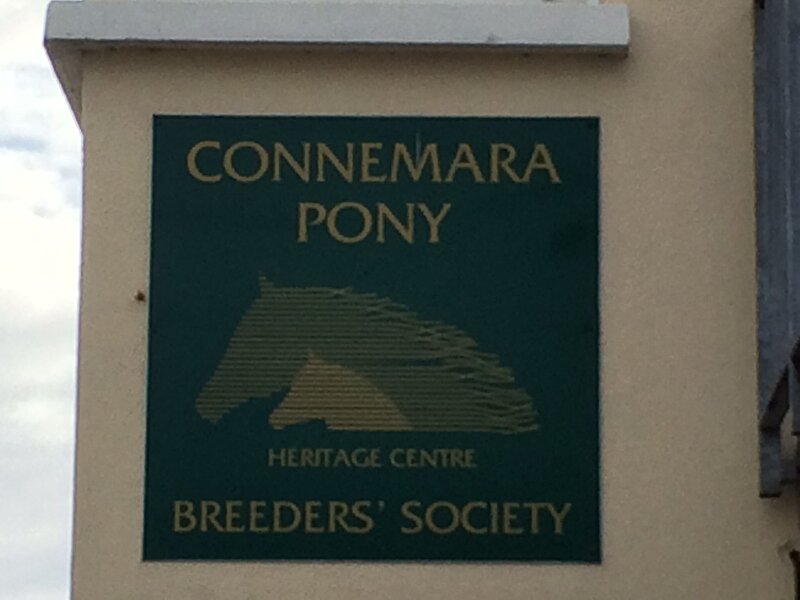 CONNEMARA
PONY
HERITAGE CENTRE
BREEDERS' SOCIETY